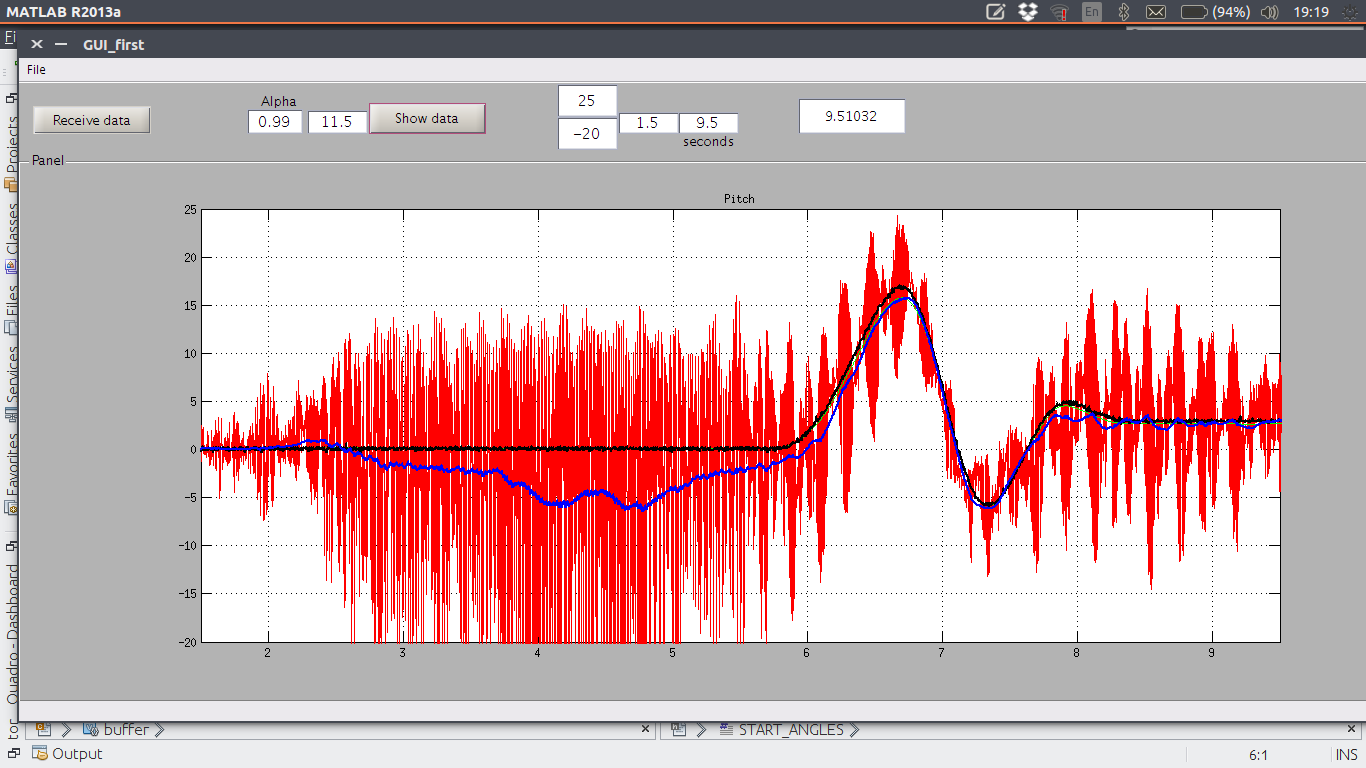 MATLAB R2013a
En
(94%)
19:19
Fi
GUI_first
File
Receive data
Alpha
0.99
11.5
Show data
25
−20
1.5
9.5
seconds
9.51032
Panel
Projects
Classes
Files
Services
Favorites
Quadro - Dashboard
tor
Pitch
25
20
15
10
5
0
−5
−10
−15
−20
2
3
4
5
6
7
8
9
buffer
START_ANGLES
Output
6:1
INS